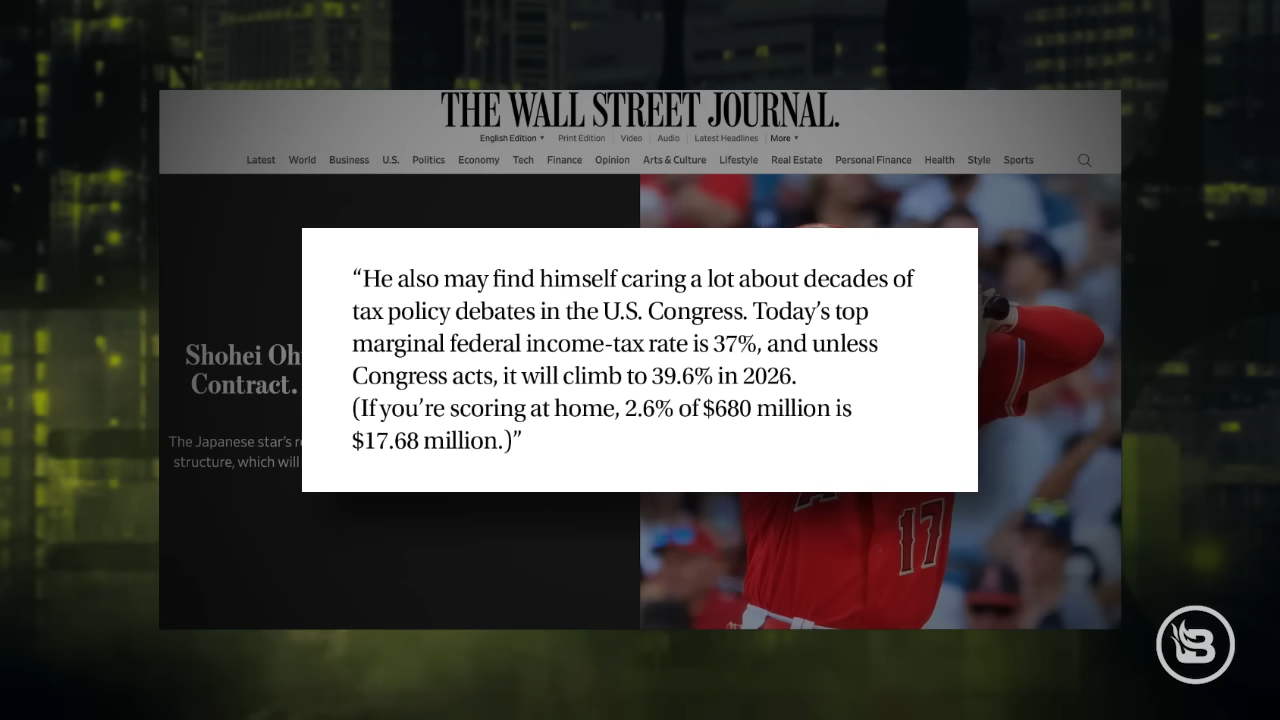 THE WALL STREET JOURNAL.
English Edition Print Edition Video Audio Latest Headlines More
Latest World Business U.S. Politics Economy Tech Finance Opinion Arts & Culture Lifestyle Real Estate Personal Finance Health Style Sports
“He also may find himself caring a lot about decades of
tax policy debates in the U.S. Congress. Today’s top
marginal federal income-tax rate is 37%, and unless
Congress acts, it will climb to 39.6% in 2026.
(If you’re scoring at home, 2.6% of $680 million is
$17.68 million.)”
Shohei
Contract.
The Japanese star’s
structure, which will
17
B